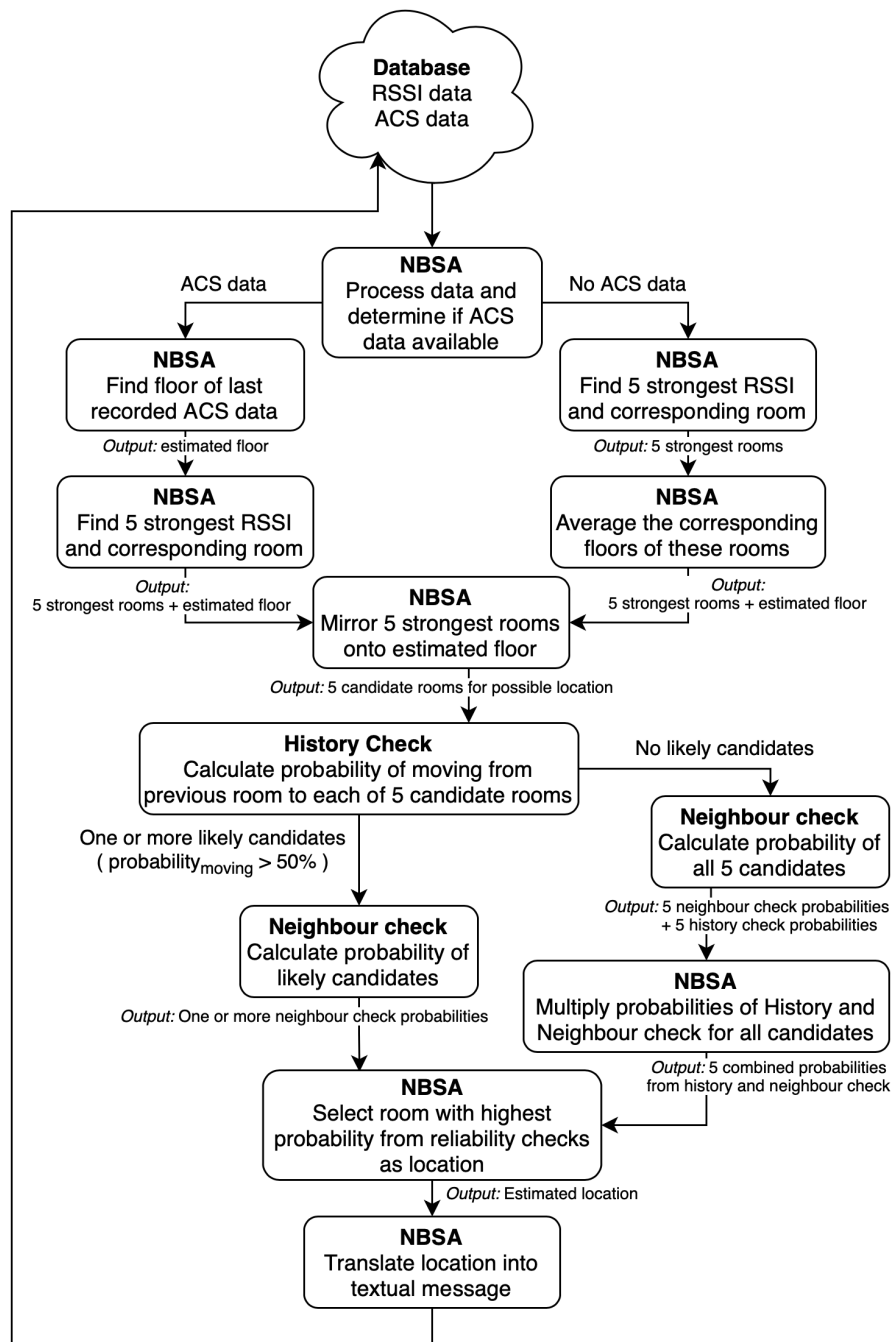 Database
RSSI data
ACS data
NBSA
Process data and
determine if ACS
data available
ACS data
No ACS data
NBSA
Find floor of last
recorded ACS data
NBSA
Find 5 strongest RSSI
and corresponding room
Output: estimated floor
Output: 5 strongest rooms
NBSA
Find 5 strongest RSSI
and corresponding room
NBSA
Average the corresponding
floors of these rooms
Output:
5 strongest rooms + estimated floor
Output:
5 strongest rooms + estimated floor
NBSA
Mirror 5 strongest rooms
onto estimated floor
Output: 5 candidate rooms for possible location
History Check
Calculate probability of moving from
previous room to each of 5 candidate rooms
No likely candidates
One or more likely candidates
( probabilitymoving > 50% )
Neighbour check
Calculate probability of
all 5 candidates
Output: 5 neighbour check probabilities
+ 5 history check probabilities
Neighbour check
Calculate probability of
likely candidates
Output: One or more neighbour check probabilities
NBSA
Multiply probabilities of History and
Neighbour check for all candidates
Output: 5 combined probabilities
from history and neighbour check
NBSA
Select room with highest
probability from reliability checks
as location
Output: Estimated location
NBSA
Translate location into
textual message